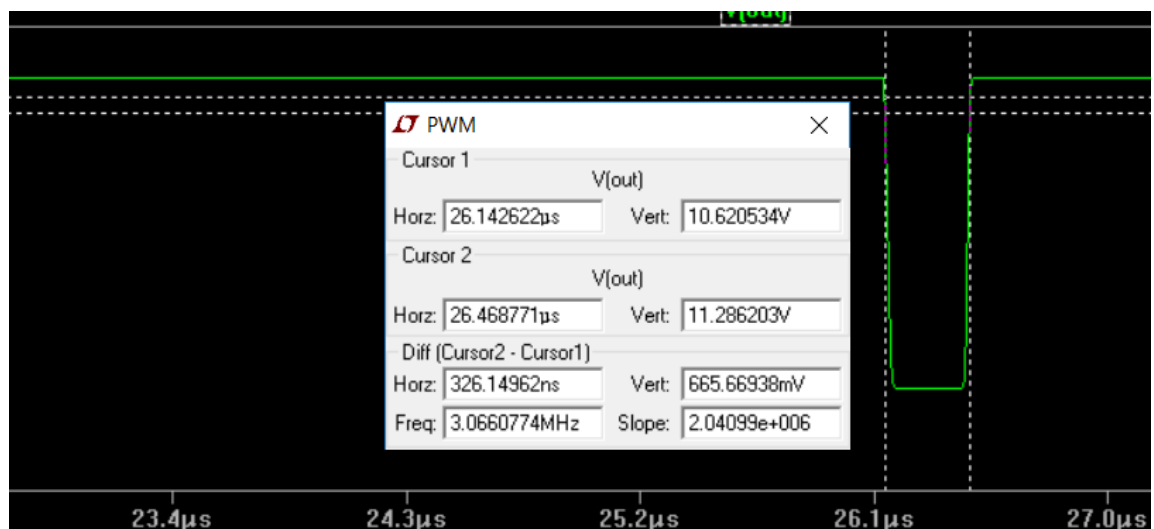 V(out)
PWM
Cursor 1
V(out)
Horz: 26.142622µs Vert: 10.620534V
Cursor 2
V(out)
Horz: 26.468771µs Vert: 11.286203V
Diff (Cursor2 - Cursor1)
Horz: 326.14962ns Vert: 665.66938mV
Freq: 3.0660774MHz Slope: 2.04099e+006
23.4µs 24.3µs 25.2µs 26.1µs 27.0µs